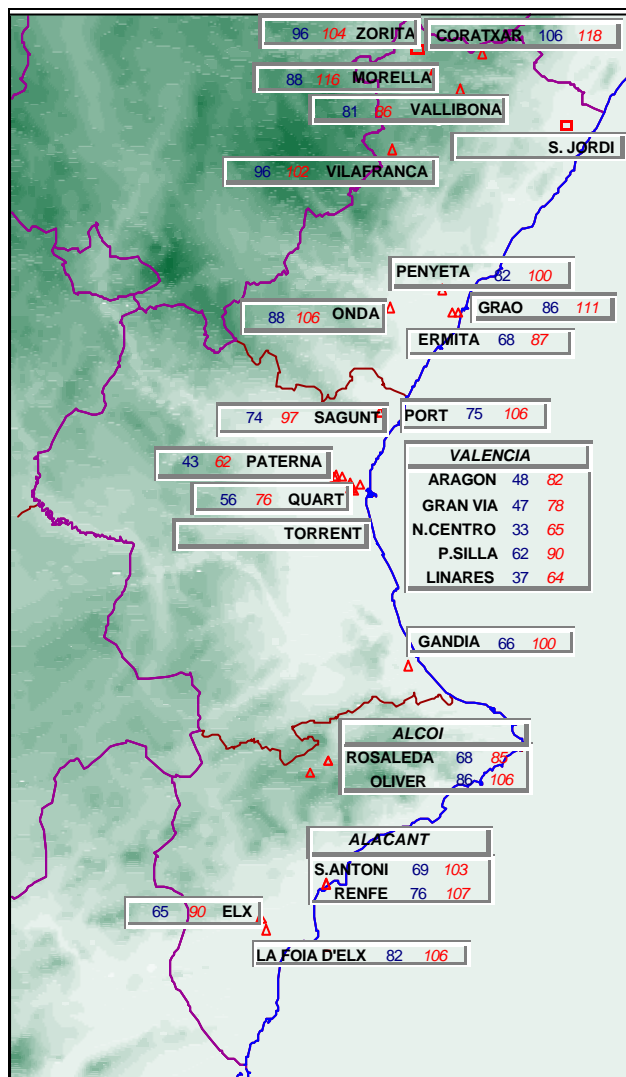 96 104 ZORITA
CORATXAR 106 118
88 116 MORELLA
81 86 VALLIBONA
S. JORDI
96 102 VILAFRANCA
PENYETA 82 100
88 106 ONDA
GRAO 86 111
ERMITA 68 87
74 97 SAGUNT
PORT 75 106
43 62 PATERNA
56 76 QUART
TORRENT
VALENCIA
ARAGON 48 82
GRAN VIA 47 78
N.CENTRO 33 65
P.SILLA 62 90
LINARES 37 64
GANDIA 66 100
ALCOI
ROSALEDA 68 85
OLIVER 86 106
ALACANT
S.ANTONI 69 103
RENFE 76 107
65 90 ELX
LA FOIA D'ELX 82 106